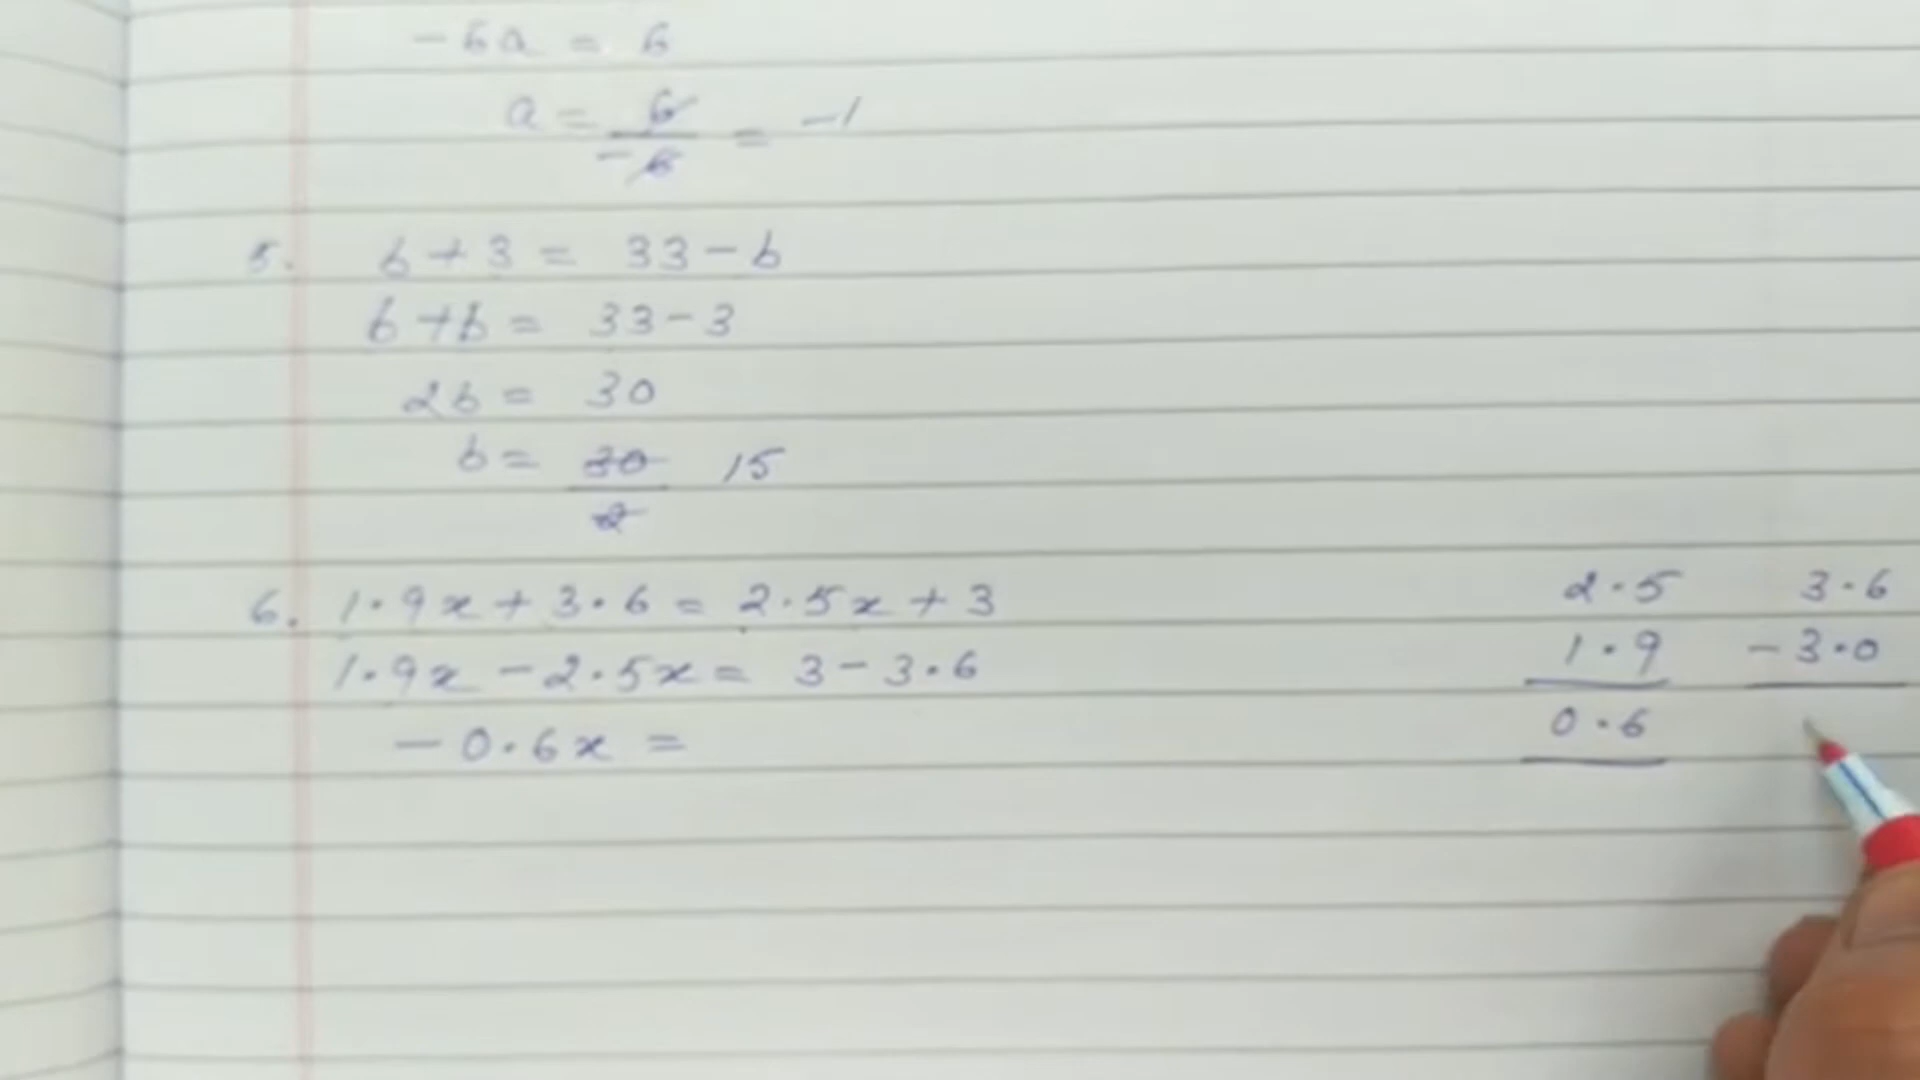 -6a = 6
a = 6/-6 = -1
5. b + 3 = 33 - b
b + b = 33 - 3
2b = 30
b = 30/2 15
6. 1.9x + 3.6 = 2.5x + 3
1.9x - 2.5x = 3 - 3.6
-0.6x =
2.5 3.6
1.9 -3.0
0.6